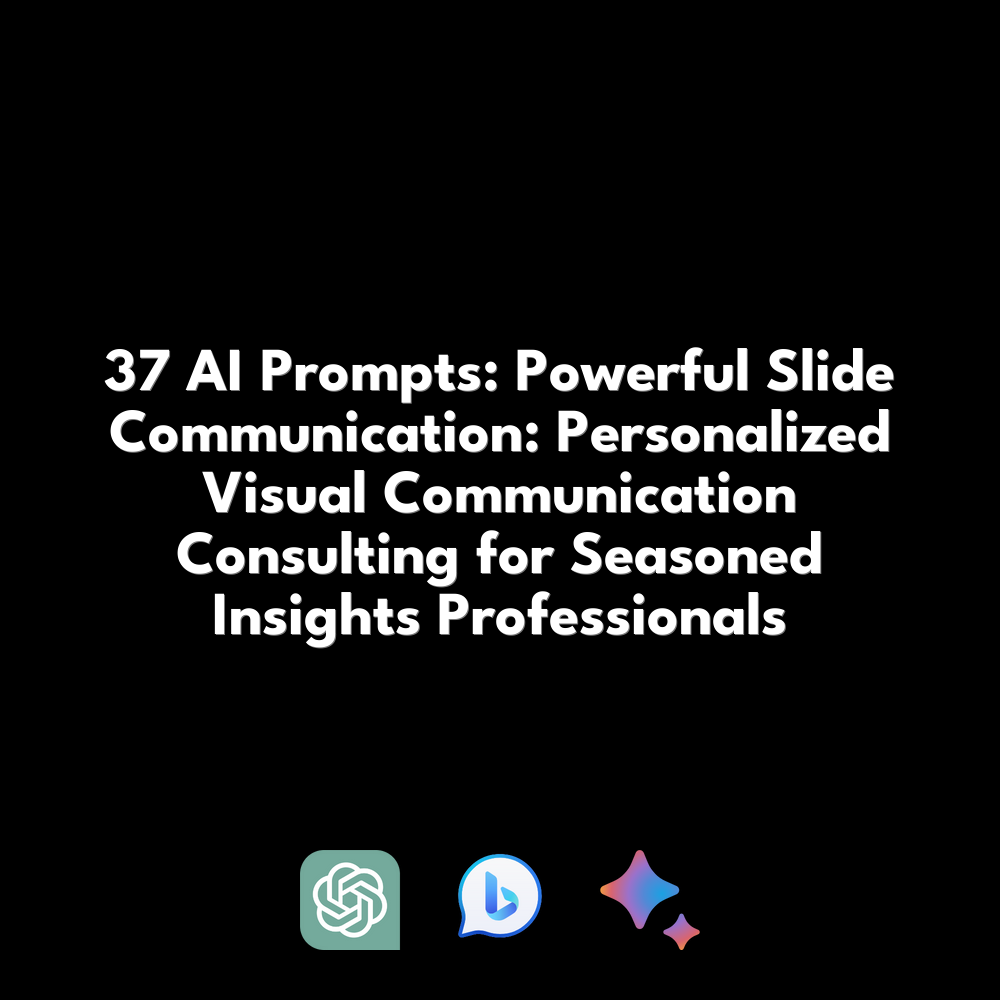 37 AI Prompts: Powerful Slide
Communication: Personalized
Visual Communication
Consulting for Seasoned
Insights Professionals